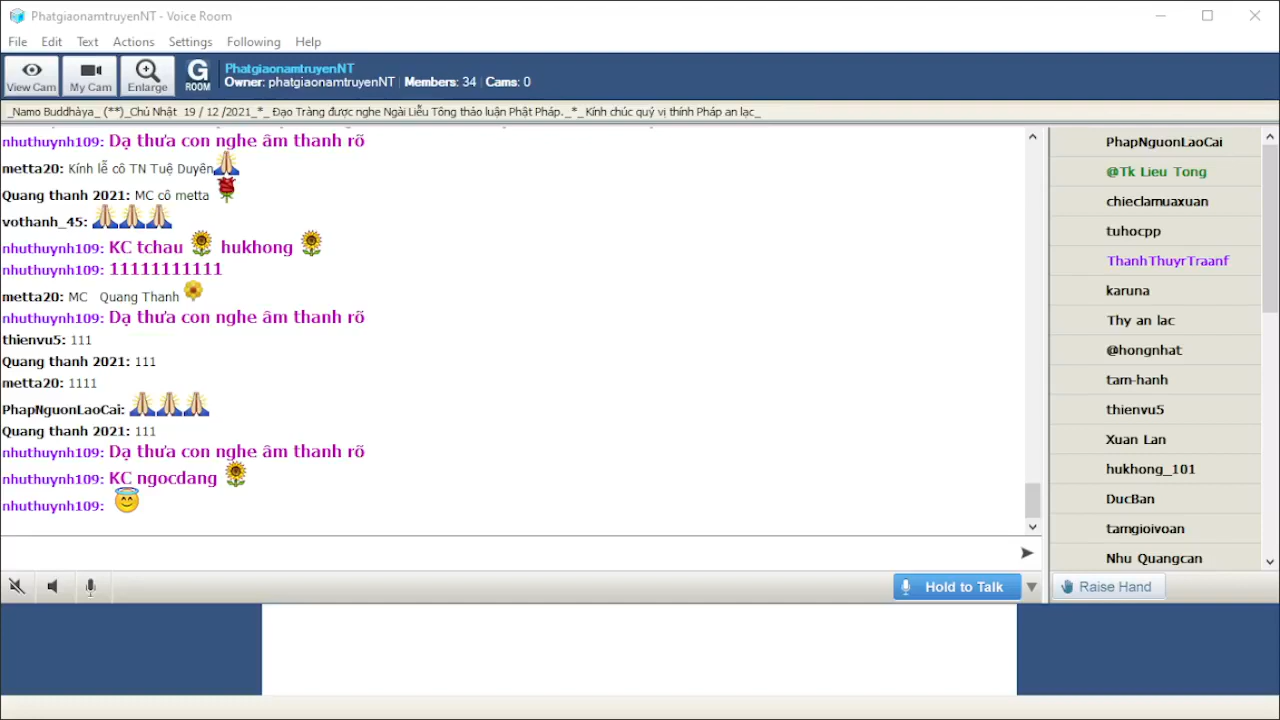 PhatgiaonamtruyenNT - Voice Room
File Edit Text Actions Settings Following Help
View Cam My Cam Enlarge G ROOM
PhatgiaonamtruyenNT
Owner: phatgiaonamtruyenNT | Members: 34 | Cams: 0
_Namo Buddhàya_ (**)_Chủ Nhật 19 / 12 /2021_*_ Đạo Tràng được nghe Ngài Liễu Tông thảo luận Phật Pháp._*_Kính chúc quý vị thính Pháp an lạc_
nhuthuynh109: Dạ thưa con nghe âm thanh rõ
metta20: Kính lễ cô TN Tuệ Duyên
Quang thanh 2021: MC cô metta
vothanh_45:
nhuthuynh109: KC tchau hukhong
nhuthuynh109: 11111111111
metta20: MC Quang Thanh
nhuthuynh109: Dạ thưa con nghe âm thanh rõ
thienvu5: 111
Quang thanh 2021: 111
metta20: 1111
PhapNguonLaoCai:
Quang thanh 2021: 111
nhuthuynh109: Dạ thưa con nghe âm thanh rõ
nhuthuynh109: KC ngocdang
nhuthuynh109:
PhapNguonLaoCai
@Tk Lieu Tong
chieclamuaxuan
tuhocpp
ThanhThuyrTraanf
karuna
Thy an lac
@hongnhat
tam-hanh
thienvu5
Xuan Lan
hukhong_101
DucBan
tamgioivoan
Nhu Quangcan
Hold to Talk
Raise Hand